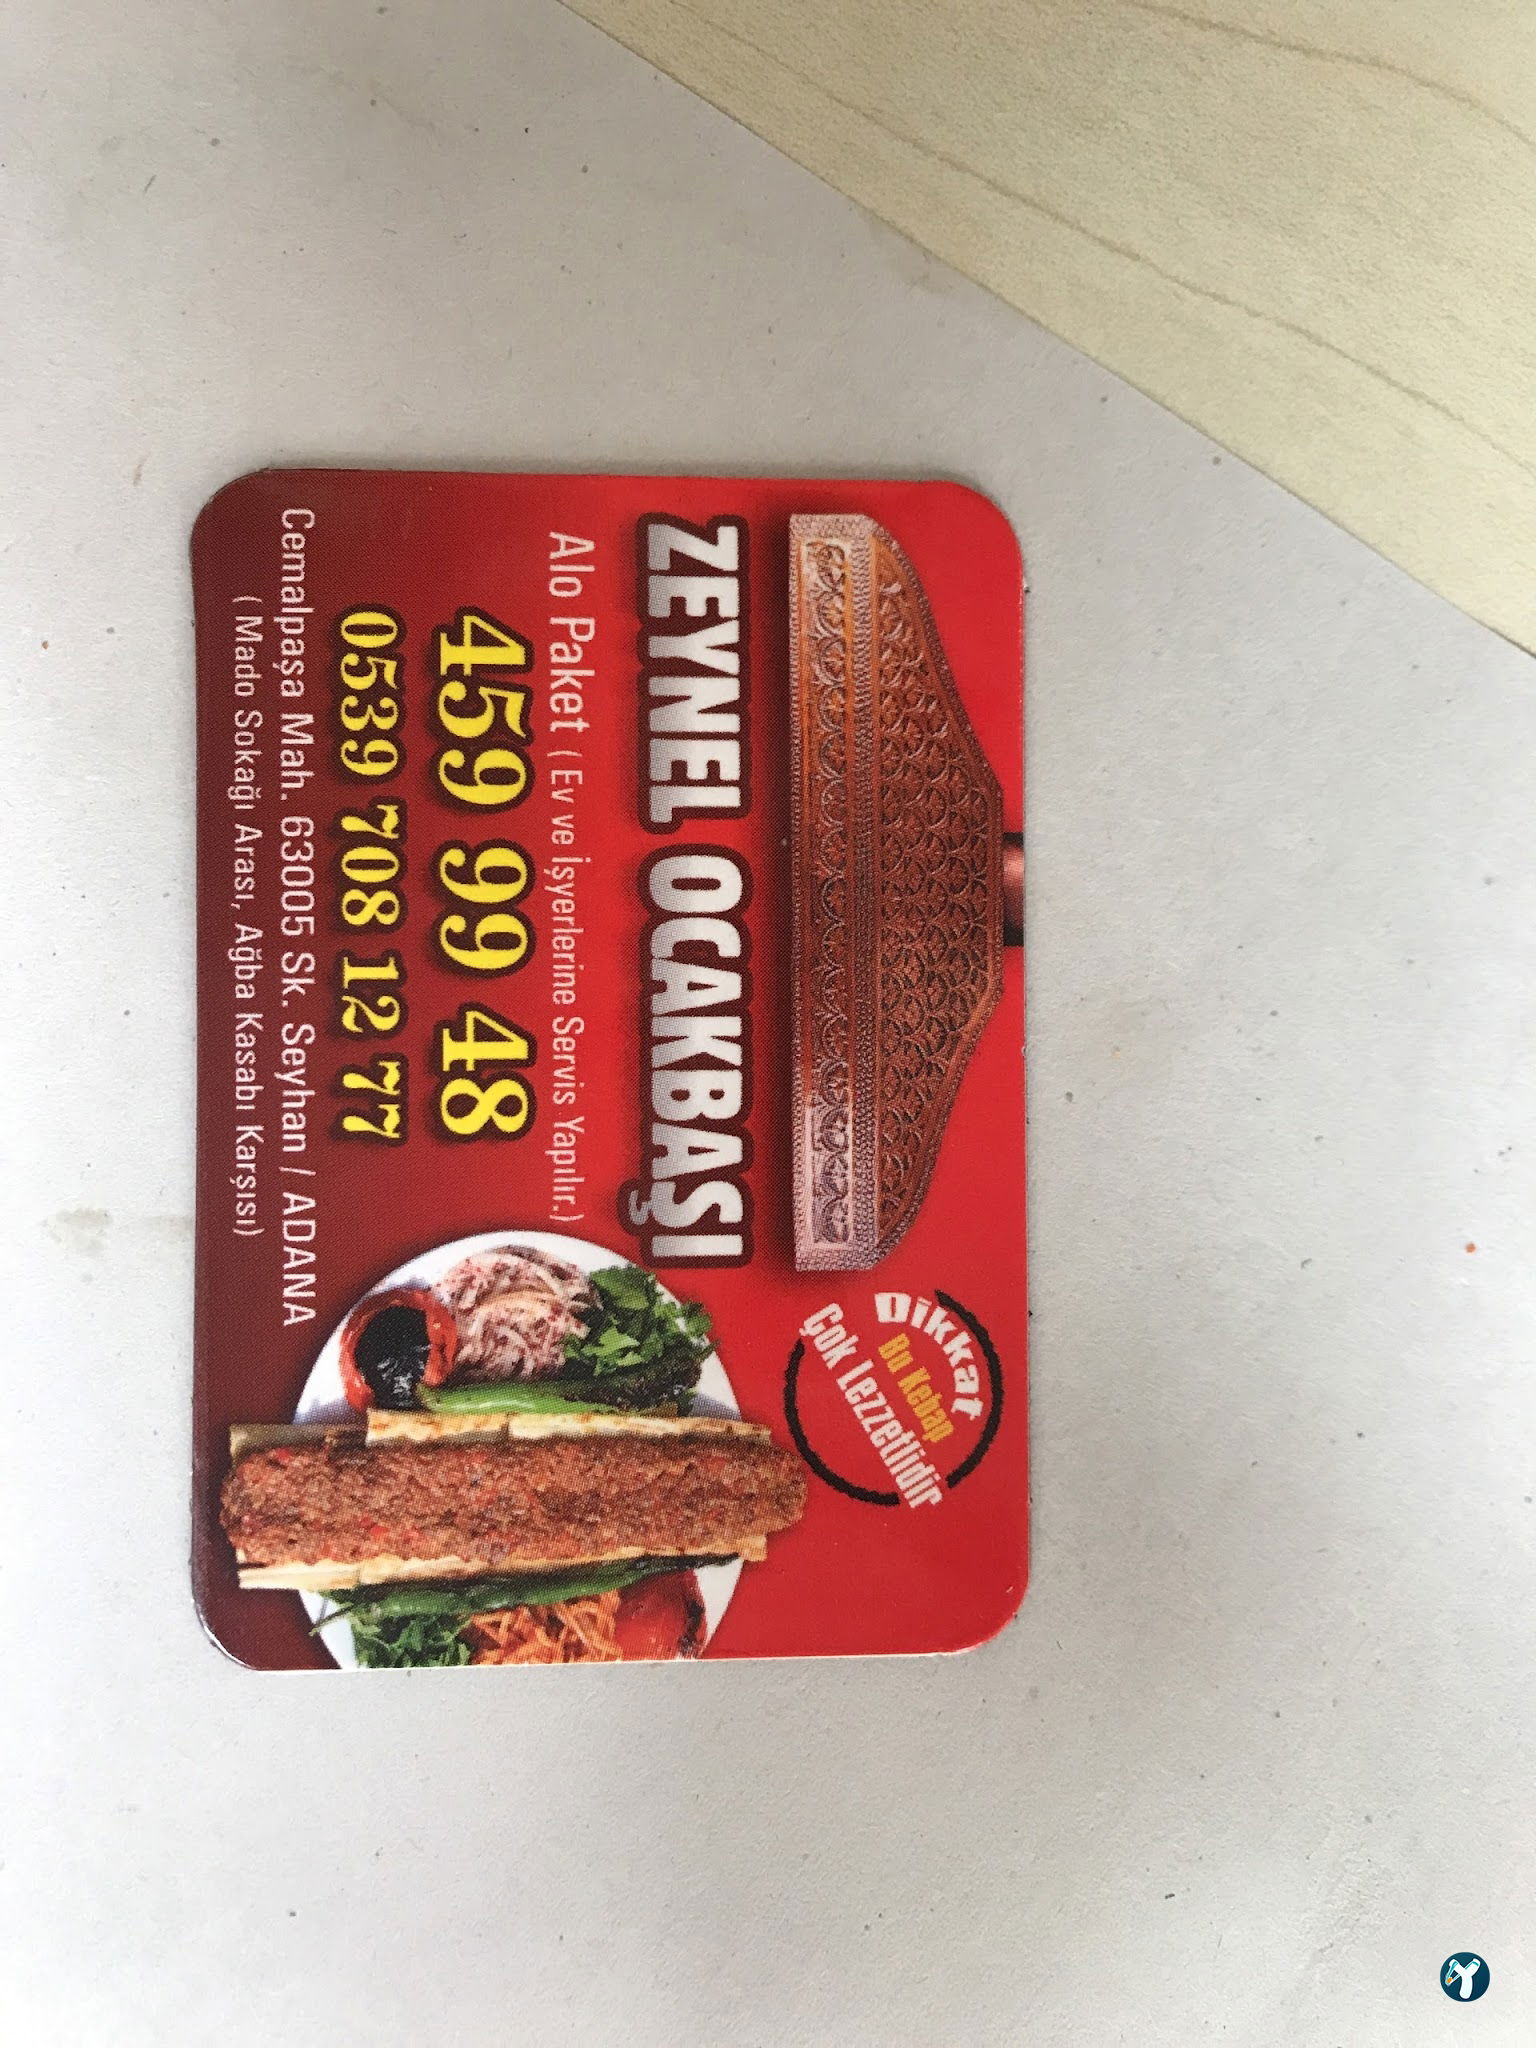 ZEYNEL OCAKBAŞI
Dikkat
Bu Kebap
Çok Lezzetlidir
Alo Paket ( Ev ve İşyerlerine Servis Yapılır.)
459 99 48
0539 708 12 77
Cemalpaşa Mah. 63005 Sk. Seyhan / ADANA
( Mado Sokağı Arası, Ağba Kasabı Karşısı)